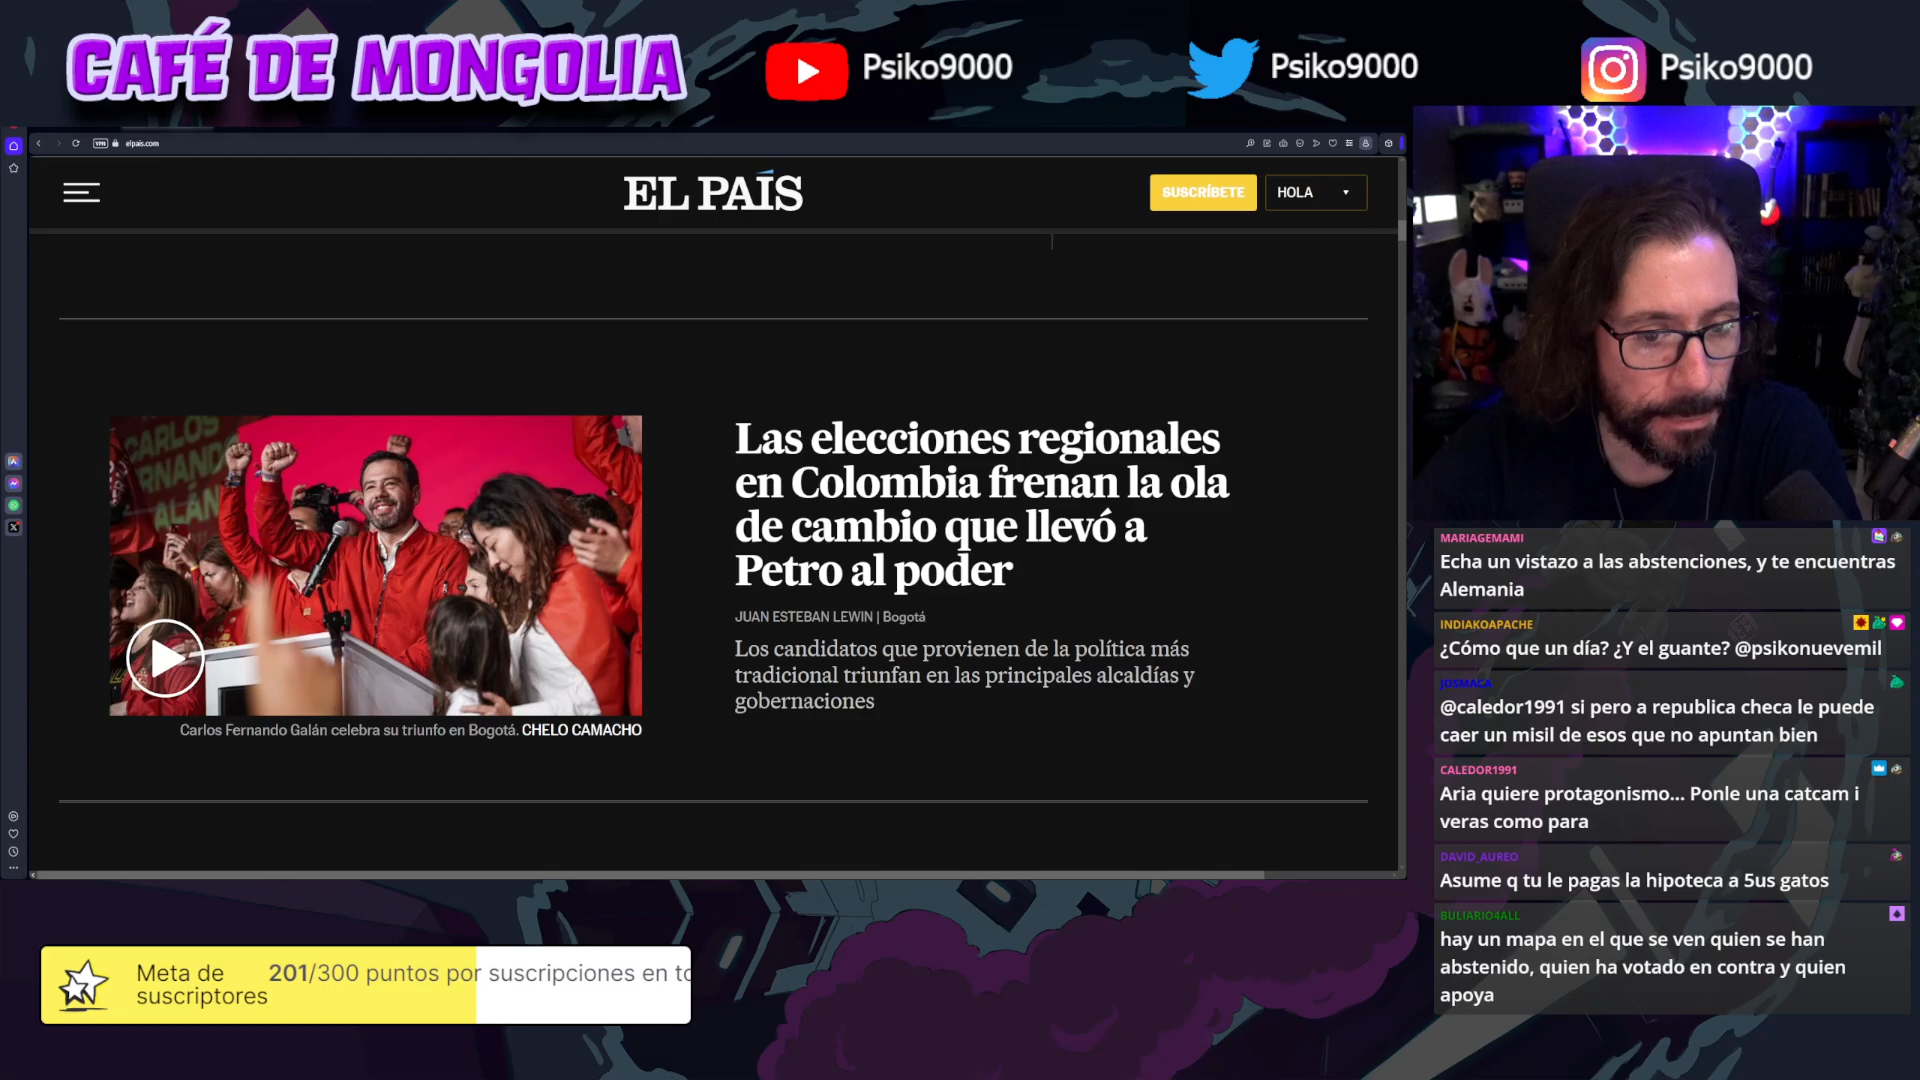 CAFÉ DE MONGOLIA
Psiko9000
Psiko9000
Psiko9000
VPN
elpais.com
EL PAÍS
SUSCRÍBETE
HOLA
CARLOS
FERNANDO
GALÁN
Las elecciones regionales
en Colombia frenan la ola
de cambio que llevó a
Petro al poder
JUAN ESTEBAN LEWIN | Bogotá
Los candidatos que provienen de la política más
tradicional triunfan en las principales alcaldías y
gobernaciones
Carlos Fernando Galán celebra su triunfo en Bogotá. CHELO CAMACHO
MARIAGEMAMI
Echa un vistazo a las abstenciones, y te encuentras
Alemania
INDIAKOAPACHE
¿Cómo que un día? ¿Y el guante? @psikonuevemil
JOSMACA
@caledor1991 si pero a republica checa le puede
caer un misil de esos que no apuntan bien
CALEDOR1991
Aria quiere protagonismo... Ponle una catcam i
veras como para
DAVID_AUREO
Asume q tu le pagas la hipoteca a 5us gatos
BULIARIO4ALL
hay un mapa en el que se ven quien se han
abstenido, quien ha votado en contra y quien
apoya
Meta de
suscriptores
201/300 puntos por suscripciones en to